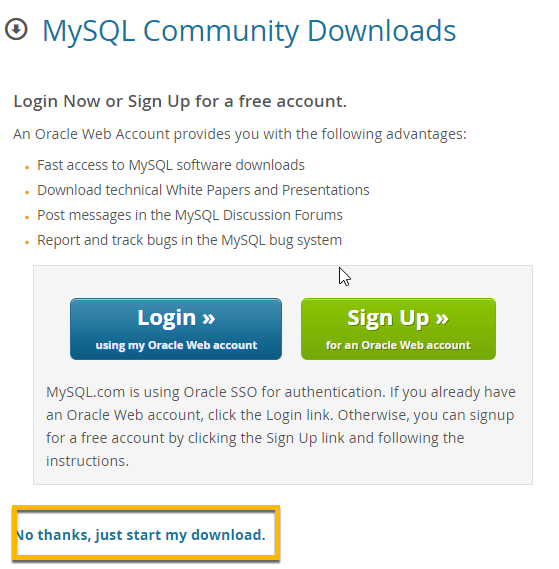 MySQL Community Downloads
Login Now or Sign Up for a free account.
An Oracle Web Account provides you with the following advantages:
Fast access to MySQL software downloads
Download technical White Papers and Presentations
Post messages in the MySQL Discussion Forums
Report and track bugs in the MySQL bug system
Login »
using my Oracle Web account
Sign Up »
for an Oracle Web account
MySQL.com is using Oracle SSO for authentication. If you already have
an Oracle Web account, click the Login link. Otherwise, you can signup
for a free account by clicking the Sign Up link and following the
instructions.
No thanks, just start my download.